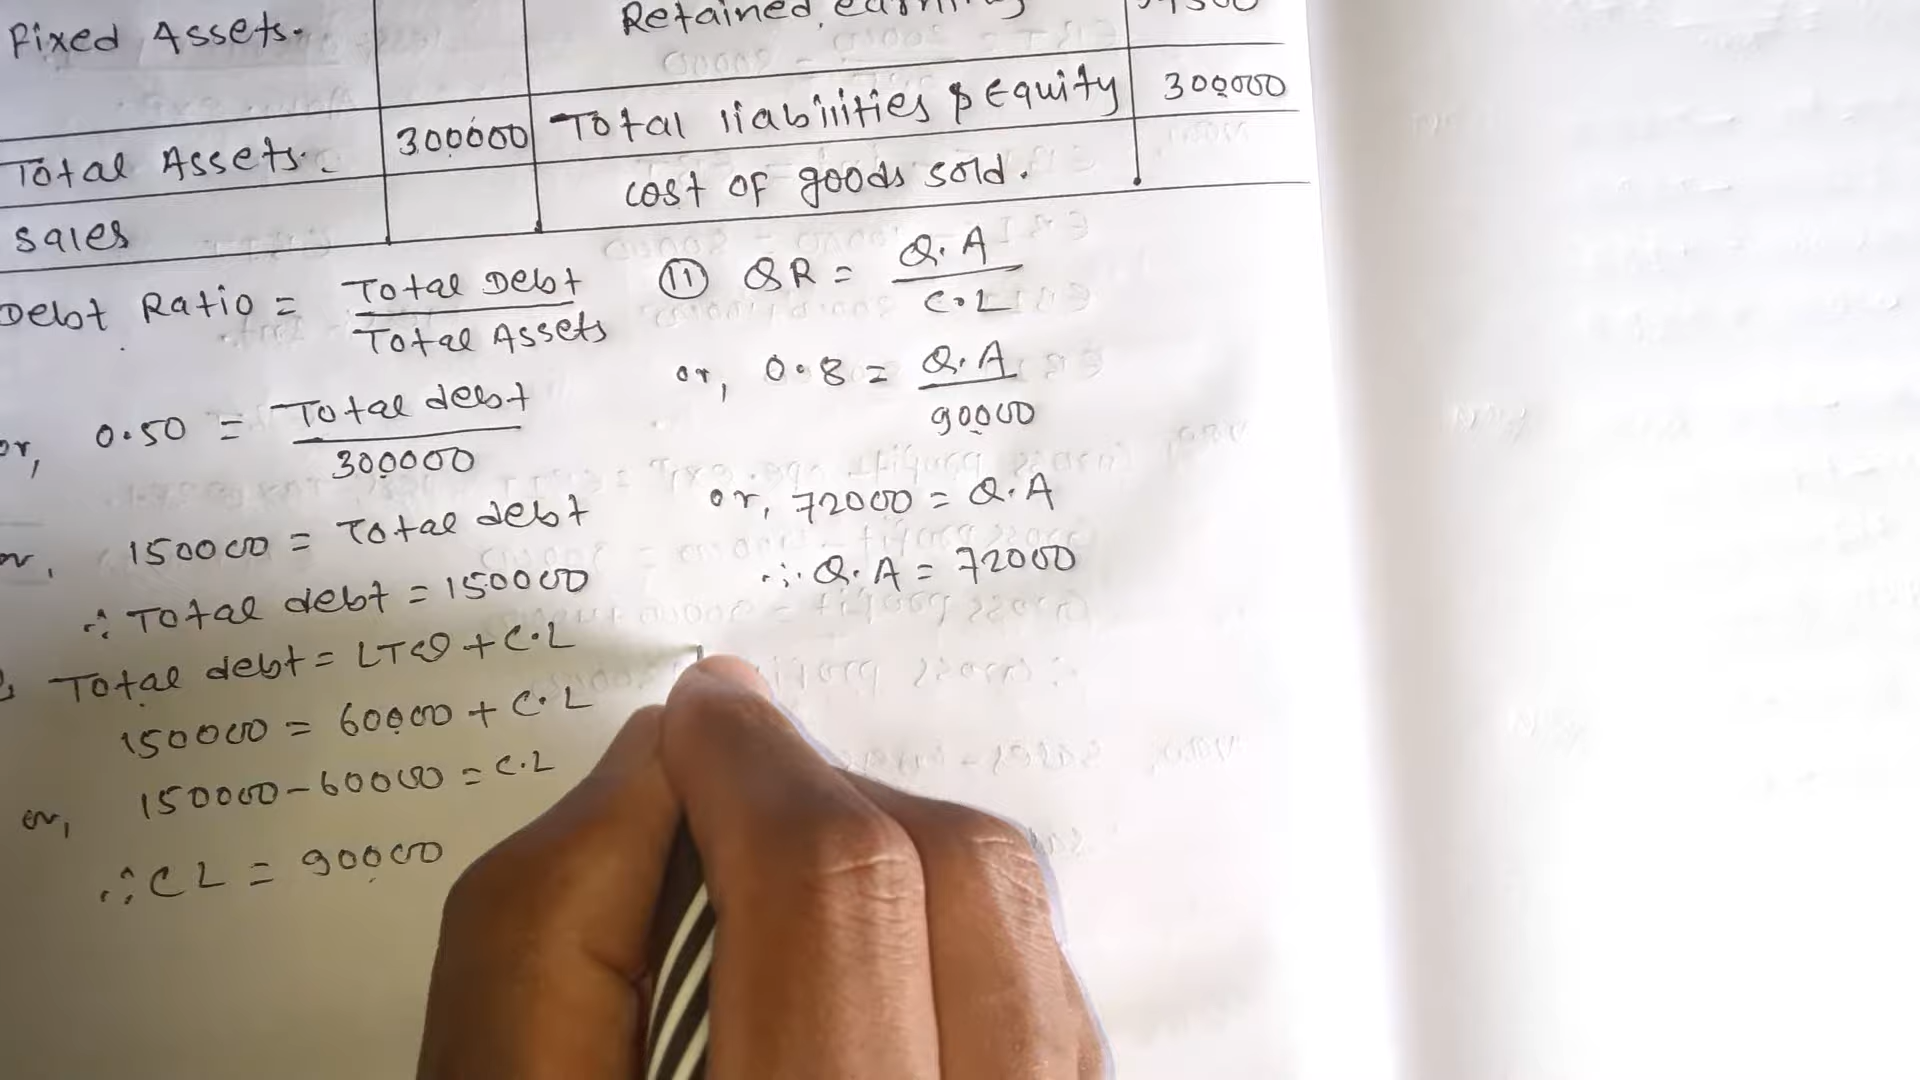 Fixed Assets.
Retained earning
Total Assets. 300000 Total liabilities & Equity 300000
Sales cost of goods sold.
Debt Ratio = Total Debt / Total Assets
or, 0.50 = Total debt / 300000
or, 150000 = Total debt
∴ Total debt = 150000
Total debt = LTD + C.L
150000 = 60000 + C.L
or, 150000 - 60000 = C.L
∴ CL = 90000
(11) QR = Q.A / C.L
or, 0.8 = Q.A / 90000
or, 72000 = Q.A
∴ Q.A = 72000